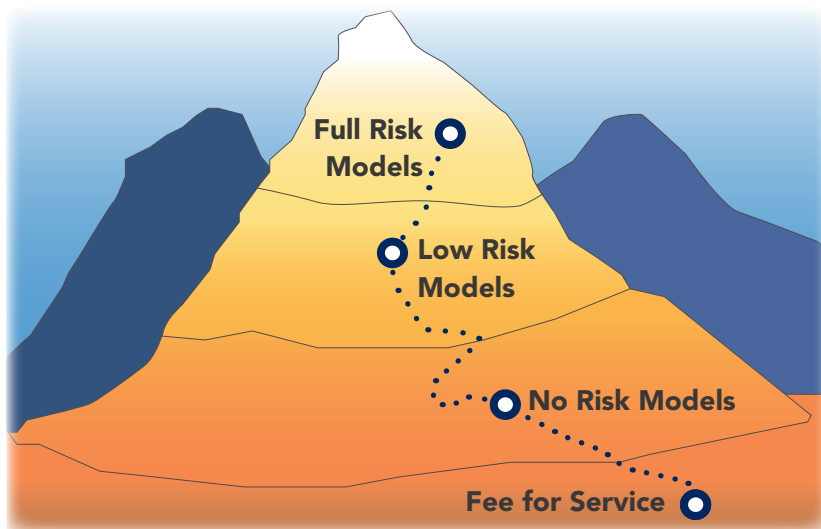 Full Risk
Models
Low Risk
Models
No Risk Models
Fee for Service